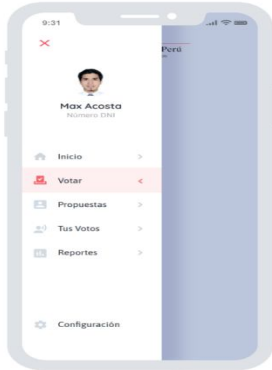 9:31
Perú
Max Acosta
Número DNI
Inicio
Votar
Propuestas
Tus Votos
Reportes
Configuración